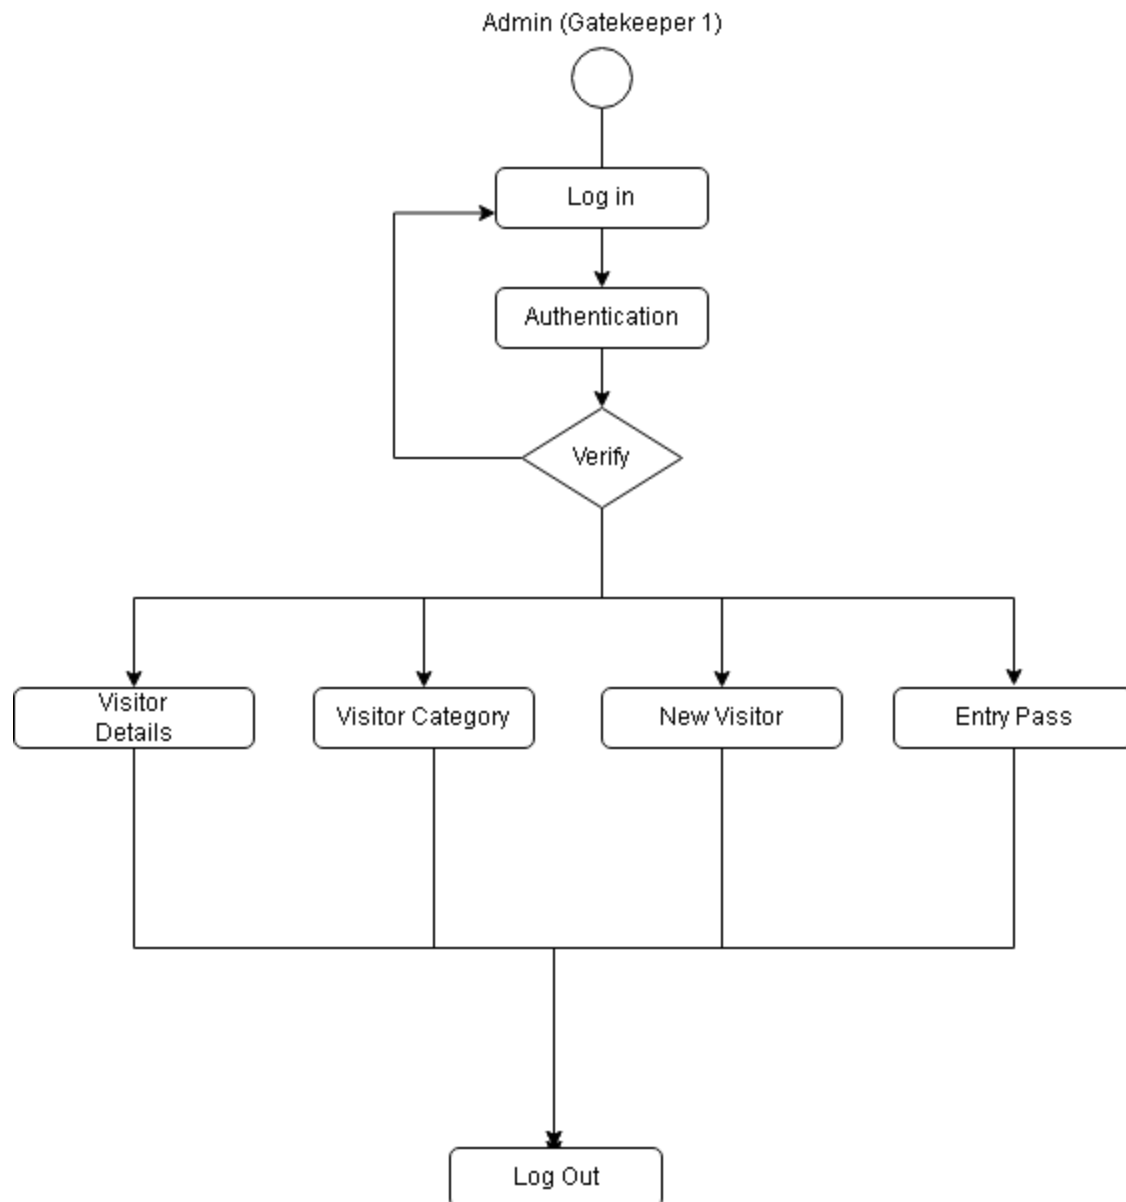 Admin (Gatekeeper 1)
Log in
Authentication
Verify
Visitor
Details
Visitor Category
New Visitor
Entry Pass
Log Out